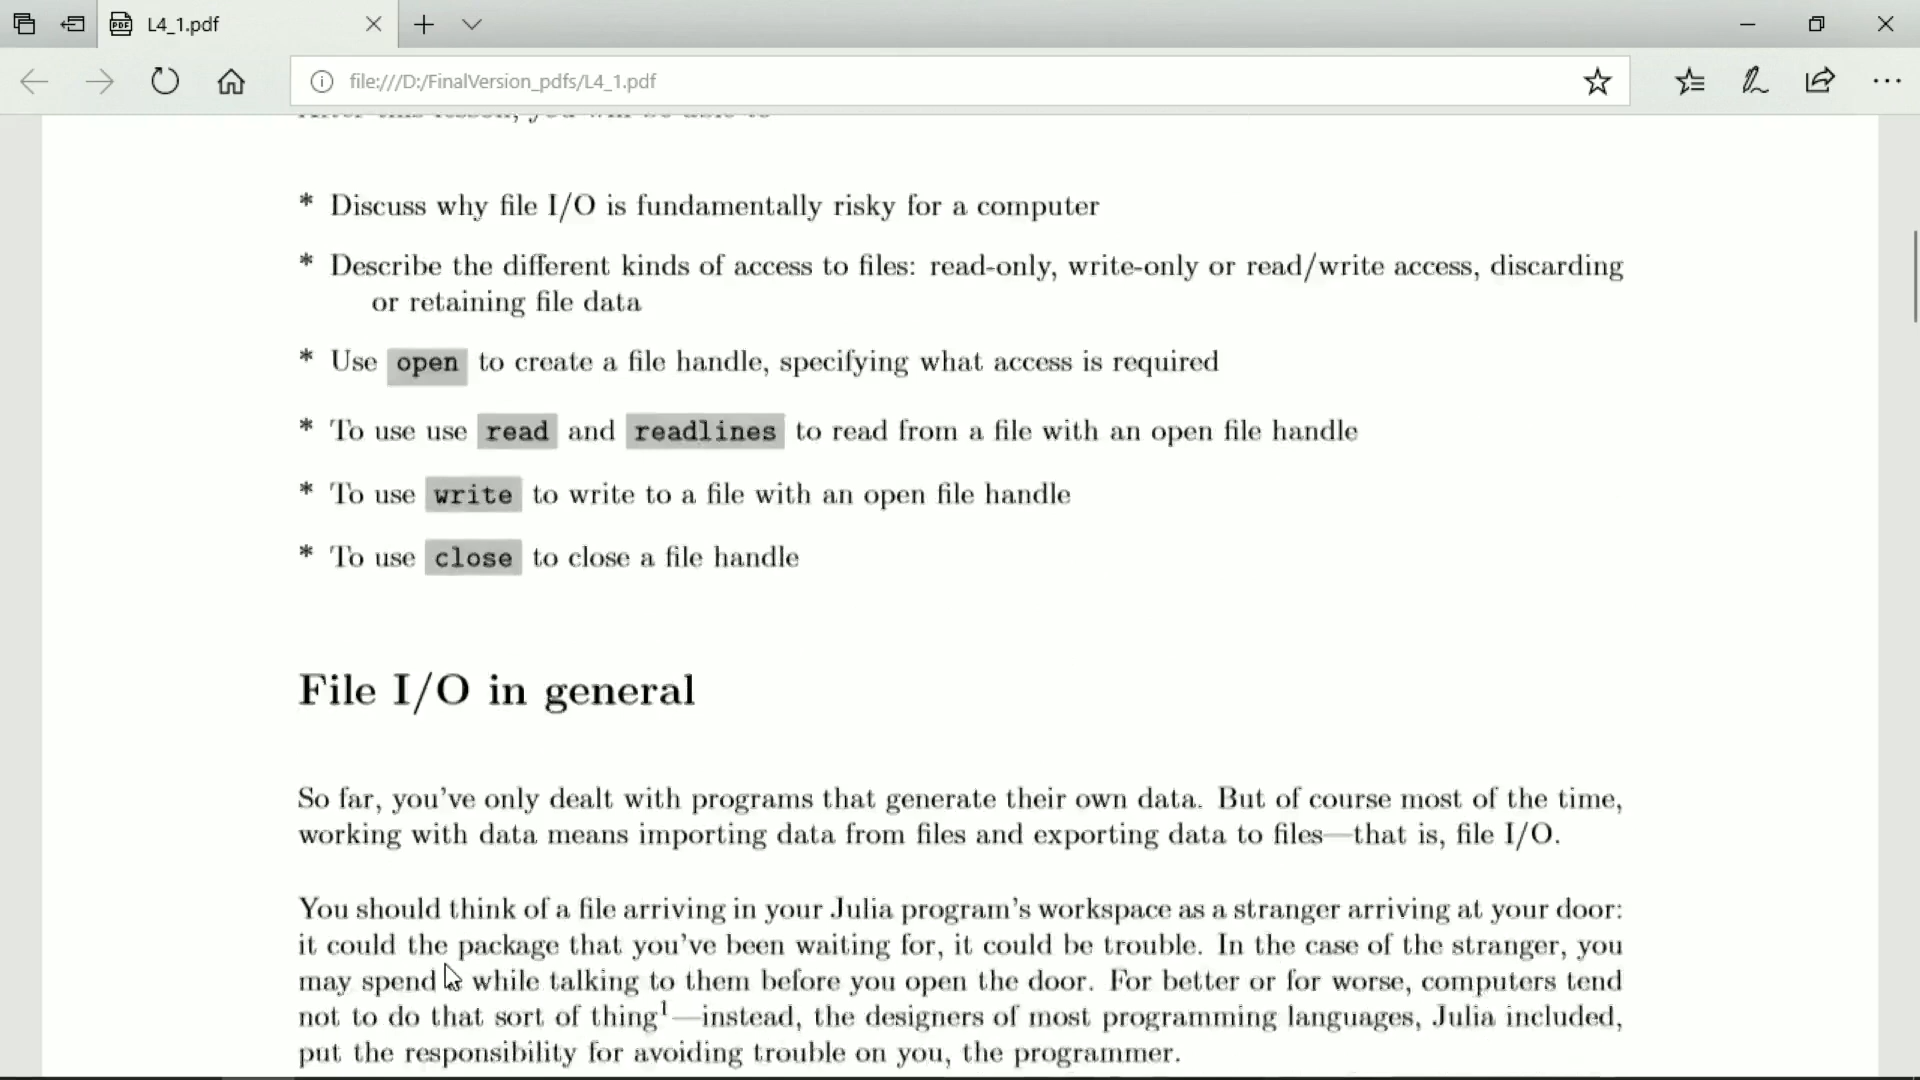 L4_1.pdf
file:///D:/FinalVersion_pdfs/L4_1.pdf
After this lesson, you will be able to
* Discuss why file I/O is fundamentally risky for a computer
* Describe the different kinds of access to files: read-only, write-only or read/write access, discarding
or retaining file data
* Use open to create a file handle, specifying what access is required
* To use use read and readlines to read from a file with an open file handle
* To use write to write to a file with an open file handle
* To use close to close a file handle
File I/O in general
So far, you've only dealt with programs that generate their own data. But of course most of the time,
working with data means importing data from files and exporting data to files—that is, file I/O.
You should think of a file arriving in your Julia program's workspace as a stranger arriving at your door:
it could the package that you've been waiting for, it could be trouble. In the case of the stranger, you
may spend while talking to them before you open the door. For better or for worse, computers tend
not to do that sort of thing¹—instead, the designers of most programming languages, Julia included,
put the responsibility for avoiding trouble on you, the programmer.